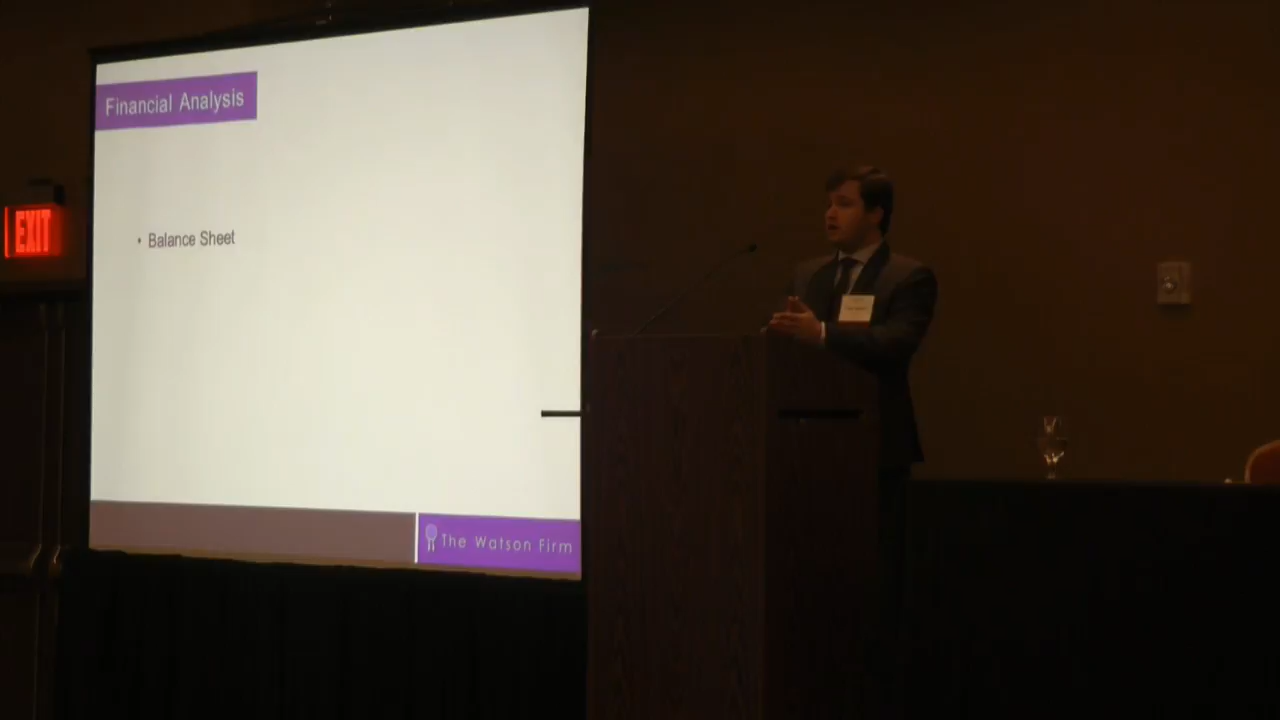 Financial Analysis
EXIT
• Balance Sheet
The Watson Firm